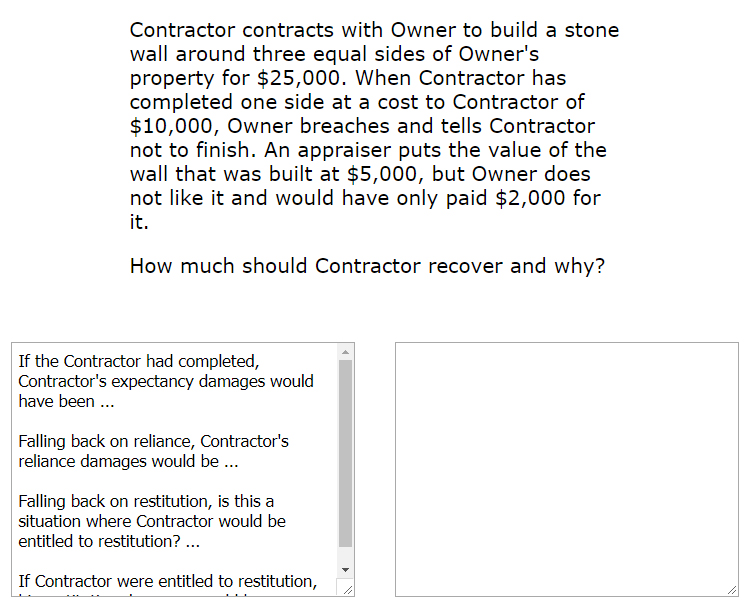 Contractor contracts with Owner to build a stone
wall around three equal sides of Owner's
property for $25,000. When Contractor has
completed one side at a cost to Contractor of
$10,000, Owner breaches and tells Contractor
not to finish. An appraiser puts the value of the
wall that was built at $5,000, but Owner does
not like it and would have only paid $2,000 for
it.
How much should Contractor recover and why?
If the Contractor had completed,
Contractor's expectancy damages would
have been ...
Falling back on reliance, Contractor's
reliance damages would be ...
Falling back on restitution, is this a
situation where Contractor would be
entitled to restitution? ...
If Contractor were entitled to restitution,